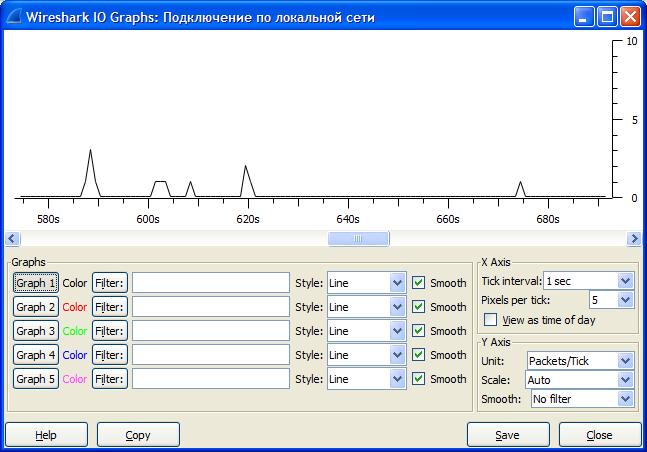 Wireshark IO Graphs: Подключение по локальной сети
10
5
0
580s 600s 620s 640s 660s 680s
Graphs
Graph 1 Color Filter: Style: Line Smooth
Graph 2 Color Filter: Style: Line Smooth
Graph 3 Color Filter: Style: Line Smooth
Graph 4 Color Filter: Style: Line Smooth
Graph 5 Color Filter: Style: Line Smooth
X Axis
Tick interval: 1 sec
Pixels per tick: 5
View as time of day
Y Axis
Unit: Packets/Tick
Scale: Auto
Smooth: No filter
Help Copy Save Close